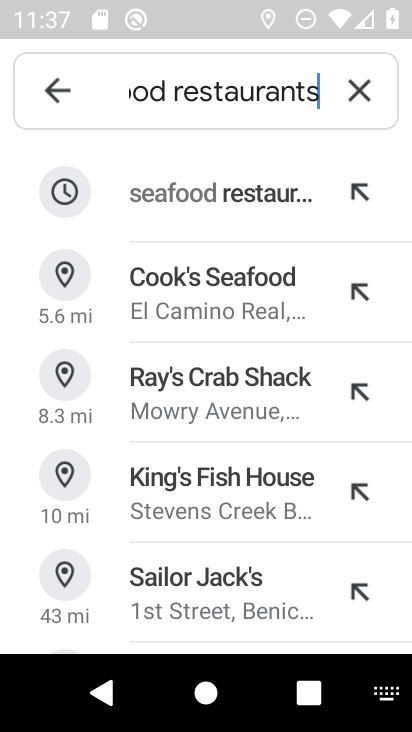 11:37
ood restaurants
seafood restaur...
Cook's Seafood
5.6 mi
El Camino Real,...
Ray's Crab Shack
8.3 mi
Mowry Avenue,...
King's Fish House
10 mi
Stevens Creek B...
Sailor Jack's
43 mi
1st Street, Benic...